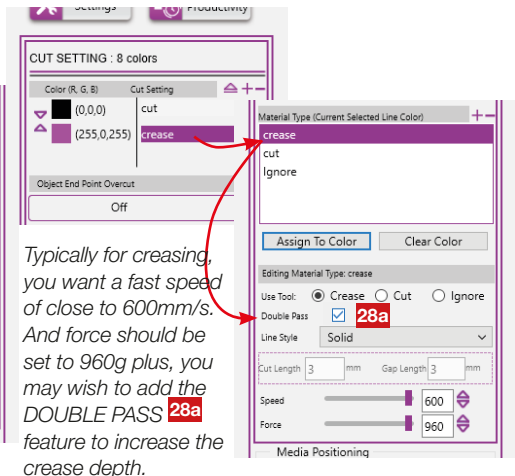 Settings
Productivity
CUT SETTING : 8 colors
Color (R, G, B) Cut Setting
(0,0,0) cut
(255,0,255) crease
Object End Point Overcut
Off
Typically for creasing,
you want a fast speed
of close to 600mm/s.
And force should be
set to 960g plus, you
may wish to add the
DOUBLE PASS 28a
feature to increase the
crease depth.
Material Type (Current Selected Line Color)
crease
cut
Ignore
Assign To Color Clear Color
Editing Material Type: crease
Use Tool: Crease Cut Ignore
Double Pass 28a
Line Style Solid
Cut Length 3 mm Gap Length 3 mm
Speed 600
Force 960
Media Positioning